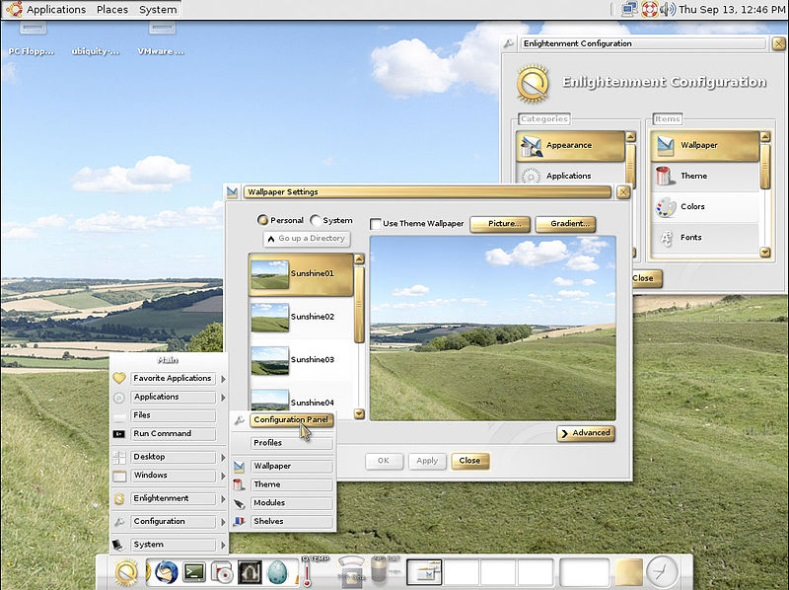 Applications Places System
Thu Sep 13, 12:46 PM
PC Flopp... ubiquity-... VMware ...
Enlightenment Configuration
Enlightenment Configuration
Categories
Items
Appearance
Applications
Wallpaper
Theme
Colors
Fonts
Close
Wallpaper Settings
Personal System
Go up a Directory
Use Theme Wallpaper
Picture...
Gradient...
Sunshine01
Sunshine02
Sunshine03
Sunshine04
Advanced
OK
Apply
Close
Main
Favorite Applications
Applications
Files
Run Command
Desktop
Windows
Enlightenment
Configuration
System
Configuration Panel
Profiles
Wallpaper
Theme
Modules
Shelves